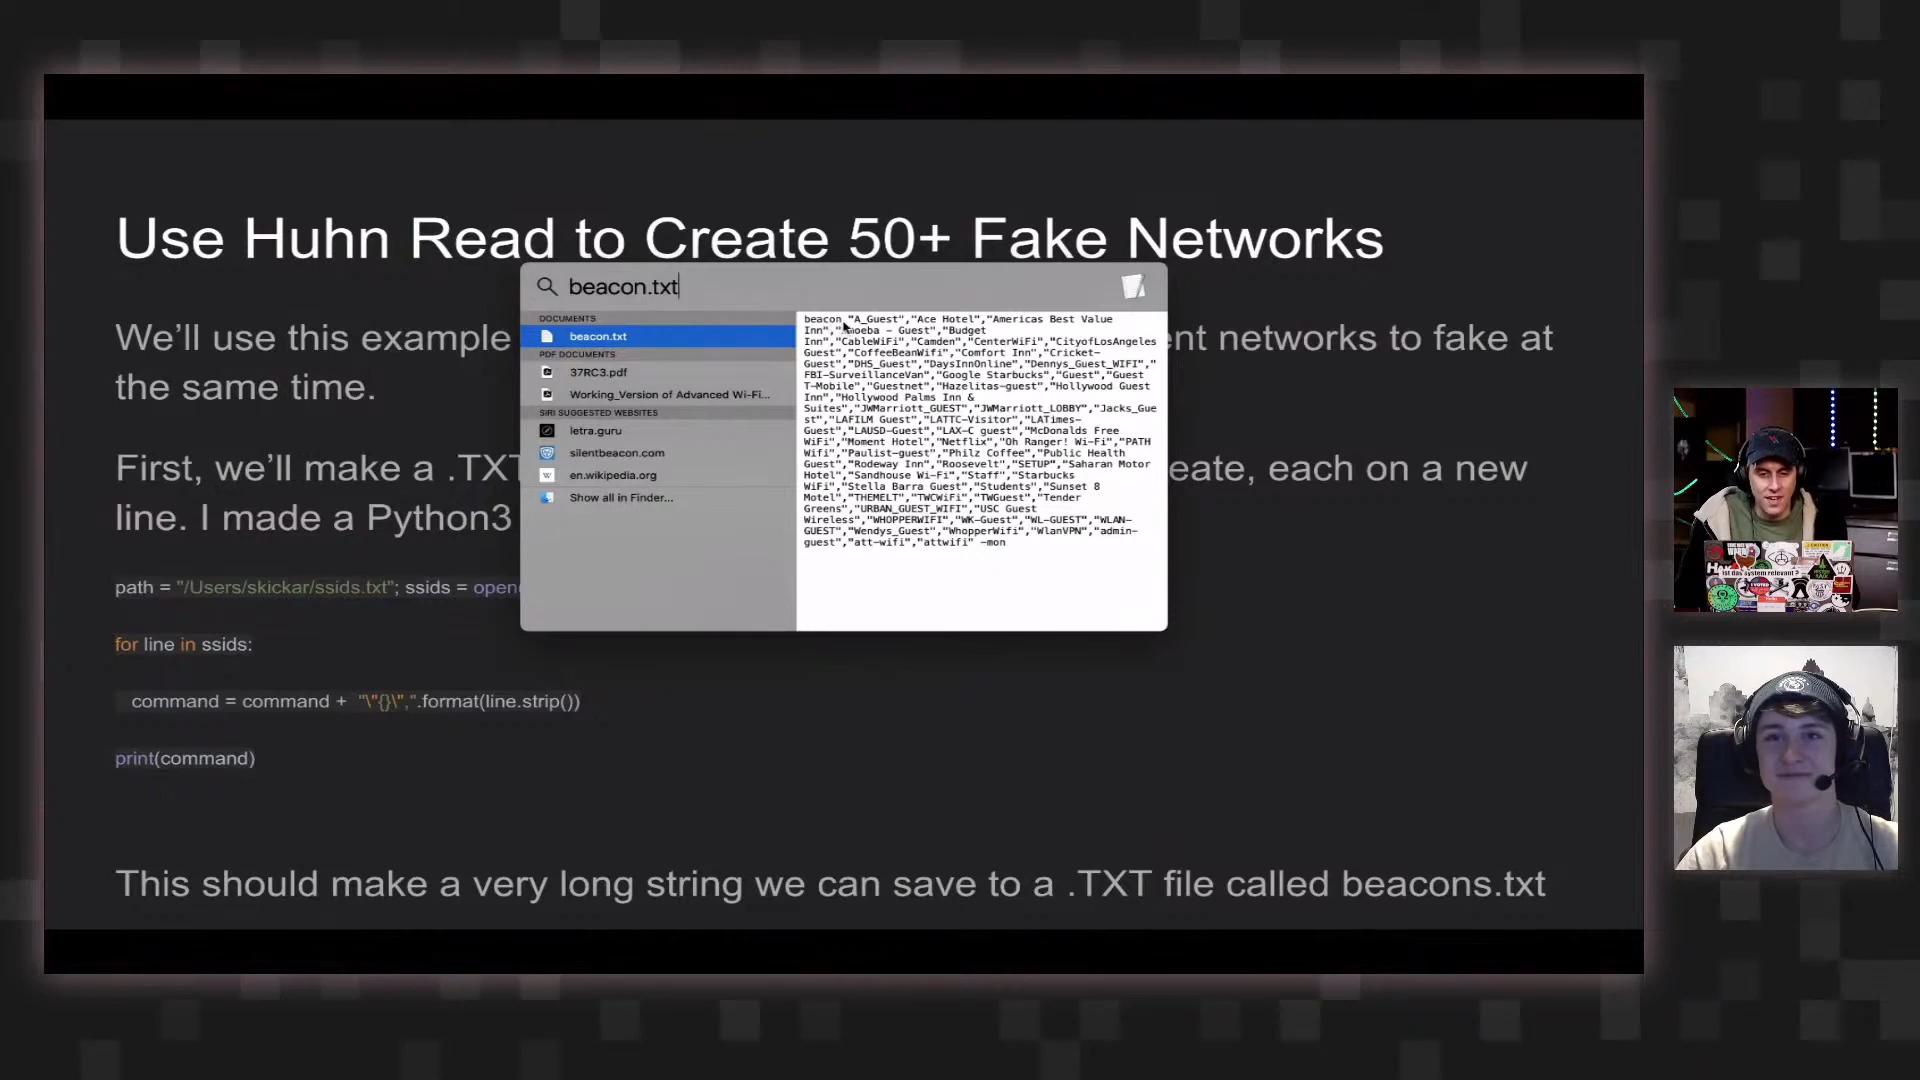 Use Huhn Read to Create 50+ Fake Networks
beacon.txt
DOCUMENTS
beacon.txt
PDF DOCUMENTS
37RC3.pdf
Working_Version of Advanced Wi-Fi...
SIRI SUGGESTED WEBSITES
letra.guru
silentbeacon.com
en.wikipedia.org
Show all in Finder...
beacon "A_Guest","Ace Hotel","Americas Best Value
Inn","Amoeba - Guest","Budget
Inn","CableWiFi","Camden","CenterWiFi","CityofLosAngeles
Guest","CoffeeBeanWifi","Comfort Inn","Cricket-
Guest","DHS_Guest","DaysInnOnline","Dennys_Guest_WIFI","
FBI-SurveillanceVan","Google Starbucks","Guest","Guest
T-Mobile","Guestnet","Hazelitas-guest","Hollywood Guest
Inn","Hollywood Palms Inn &
Suites","JWMarriott_GUEST","JWMarriott_LOBBY","Jacks_Gue
st","LAFILM Guest","LATTC-Visitor","LATimes-
Guest","LAUSD-Guest","LAX-C guest","McDonalds Free
WiFi","Moment Hotel","Netflix","Oh Ranger! Wi-Fi","PATH
Wifi","Paulist-guest","Philz Coffee","Public Health
Guest","Rodeway Inn","Roosevelt","SETUP","Saharan Motor
Hotel","Sandhouse Wi-Fi","Staff","Starbucks
WiFi","Stella Barra Guest","Students","Sunset 8
Motel","THEMELT","TWCWiFi","TWGuest","Tender
Greens","URBAN_GUEST_WIFI","USC Guest
Wireless","WHOPPERWIFI","WK-Guest","WL-GUEST","WLAN-
GUEST","Wendys_Guest","WhopperWifi","WlanVPN","admin-
guest","att-wifi","attwifi" -mon
We'll use this example
ent networks to fake at
the same time.
First, we'll make a .TXT
eate, each on a new
line. I made a Python3
path = "/Users/skickar/ssids.txt"; ssids = open
for line in ssids:
command = command + "\"{}\",".format(line.strip())
print(command)
This should make a very long string we can save to a .TXT file called beacons.txt
ist das system relevant ?